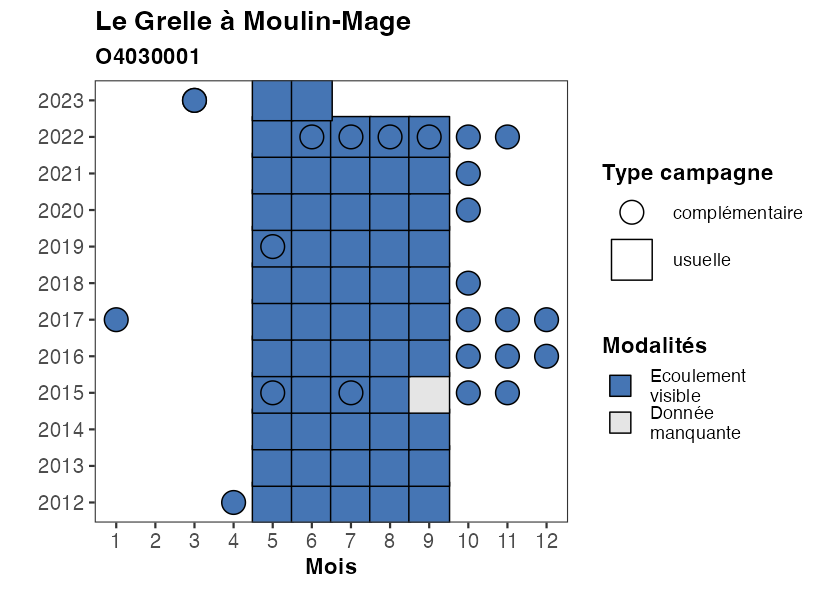 Le Grelle à Moulin-Mage
O4030001
2023
2022
2021
2020
2019
2018
2017
2016
2015
2014
2013
2012
1 2 3 4 5 6 7 8 9 10 11 12
Mois
Type campagne
complémentaire
usuelle
Modalités
Ecoulement
visible
Donnée
manquante